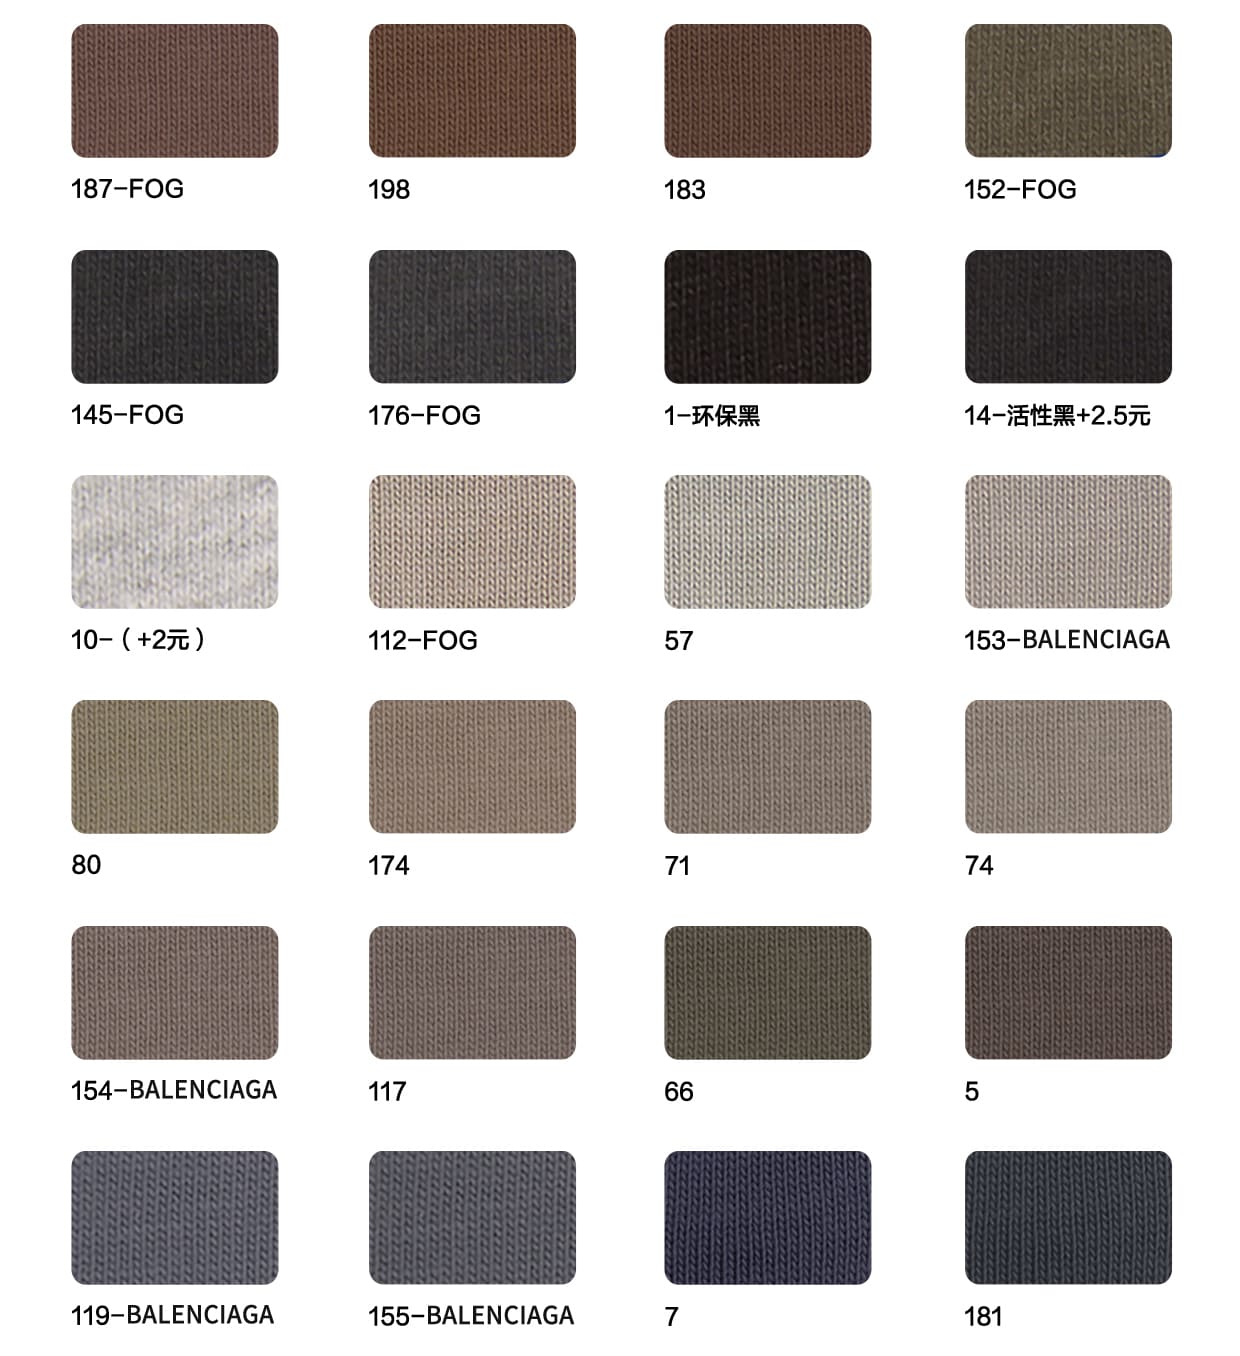 187-FOG
198
183
152-FOG
145-FOG
176-FOG
1-环保黑
14-活性黑+2.5元
10-（+2元）
112-FOG
57
153-BALENCIAGA
80
174
71
74
154-BALENCIAGA
117
66
5
119-BALENCIAGA
155-BALENCIAGA
7
181